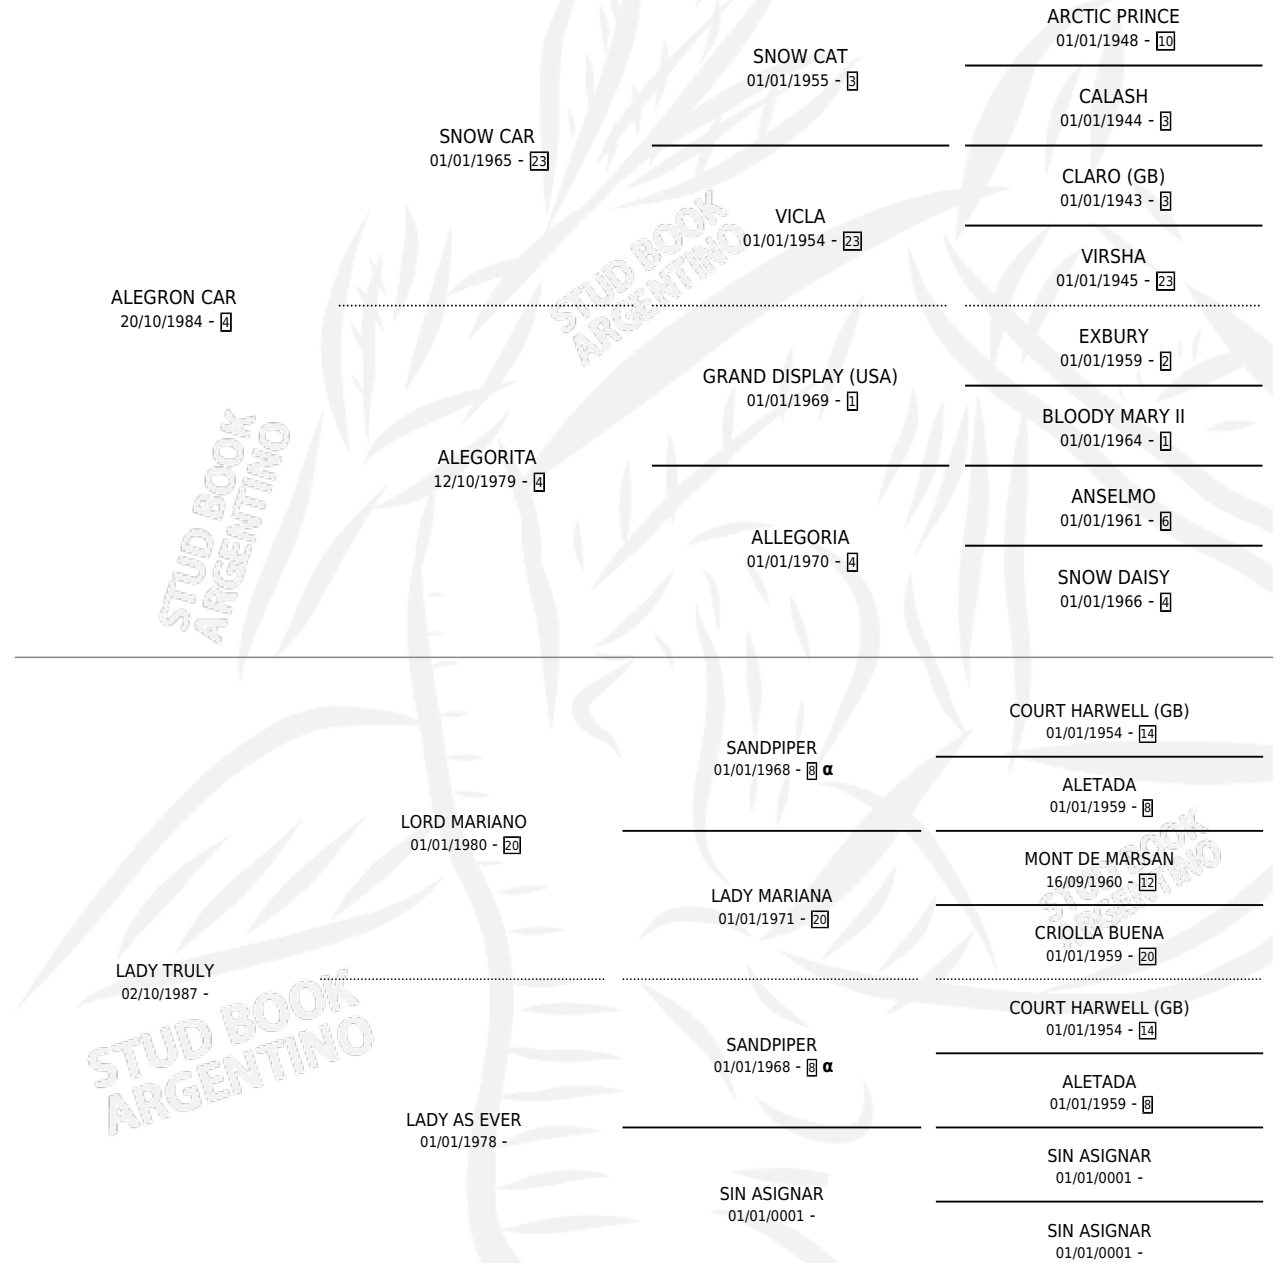 ARCTIC PRINCE
01/01/1948 - 10
SNOW CAT
01/01/1955 - 3
CALASH
01/01/1944 - 3
SNOW CAR
01/01/1965 - 23
CLARO (GB)
01/01/1943 - 3
VICLA
01/01/1954 - 23
VIRSHA
01/01/1945 - 23
ALEGRON CAR
20/10/1984 - 4
EXBURY
01/01/1959 - 2
GRAND DISPLAY (USA)
01/01/1969 - 1
BLOODY MARY II
01/01/1964 - 1
ALEGORITA
12/10/1979 - 4
ANSELMO
01/01/1961 - 6
ALLEGORIA
01/01/1970 - 4
SNOW DAISY
01/01/1966 - 4
COURT HARWELL (GB)
01/01/1954 - 14
SANDPIPER
01/01/1968 - 8 α
ALETADA
01/01/1959 - 8
LORD MARIANO
01/01/1980 - 20
MONT DE MARSAN
16/09/1960 - 12
LADY MARIANA
01/01/1971 - 20
CRIOLLA BUENA
01/01/1959 - 20
LADY TRULY
02/10/1987 -
COURT HARWELL (GB)
01/01/1954 - 14
SANDPIPER
01/01/1968 - 8 α
ALETADA
01/01/1959 - 8
LADY AS EVER
01/01/1978 -
SIN ASIGNAR
01/01/0001 -
SIN ASIGNAR
01/01/0001 -
SIN ASIGNAR
01/01/0001 -
STUD BOOK
ARGENTINO
STUD BOOK
ARGENTINO
STUD BOOK
ARGENTINO
STUD BOOK
ARGENTINO